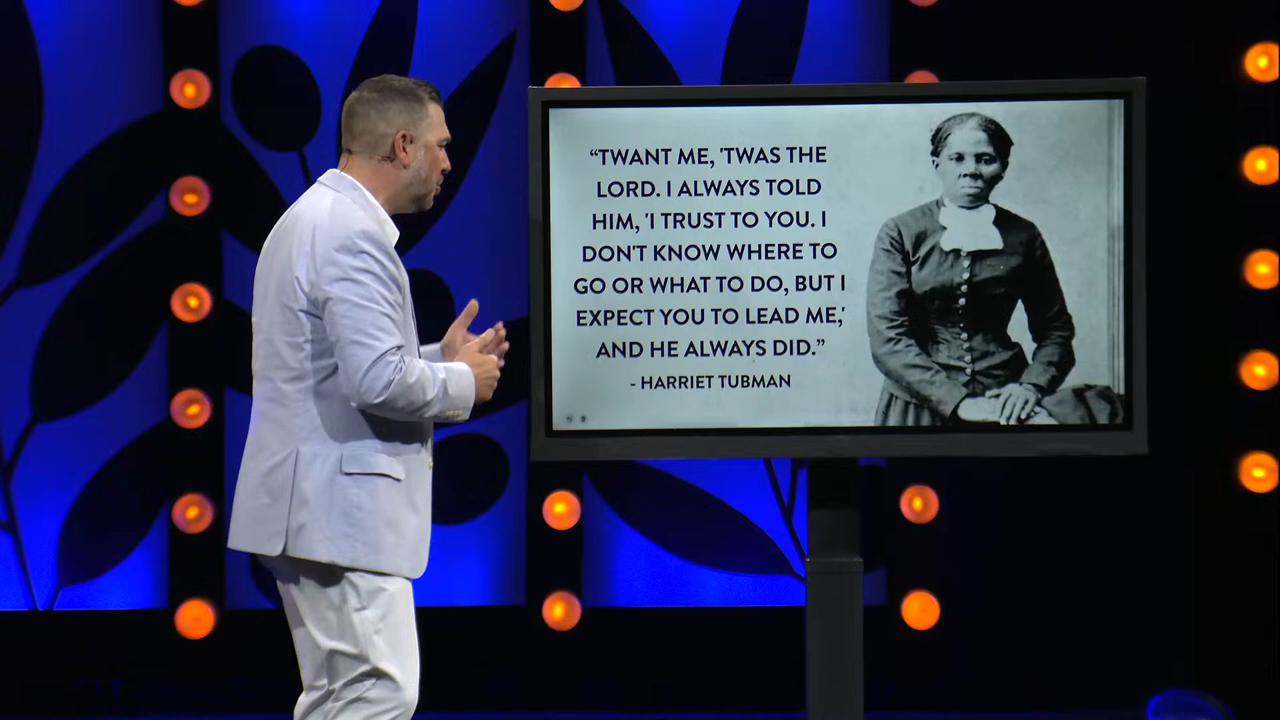 “TWANT ME, 'TWAS THE
LORD. I ALWAYS TOLD
HIM, 'I TRUST TO YOU. I
DON'T KNOW WHERE TO
GO OR WHAT TO DO, BUT I
EXPECT YOU TO LEAD ME,'
AND HE ALWAYS DID.”
- HARRIET TUBMAN